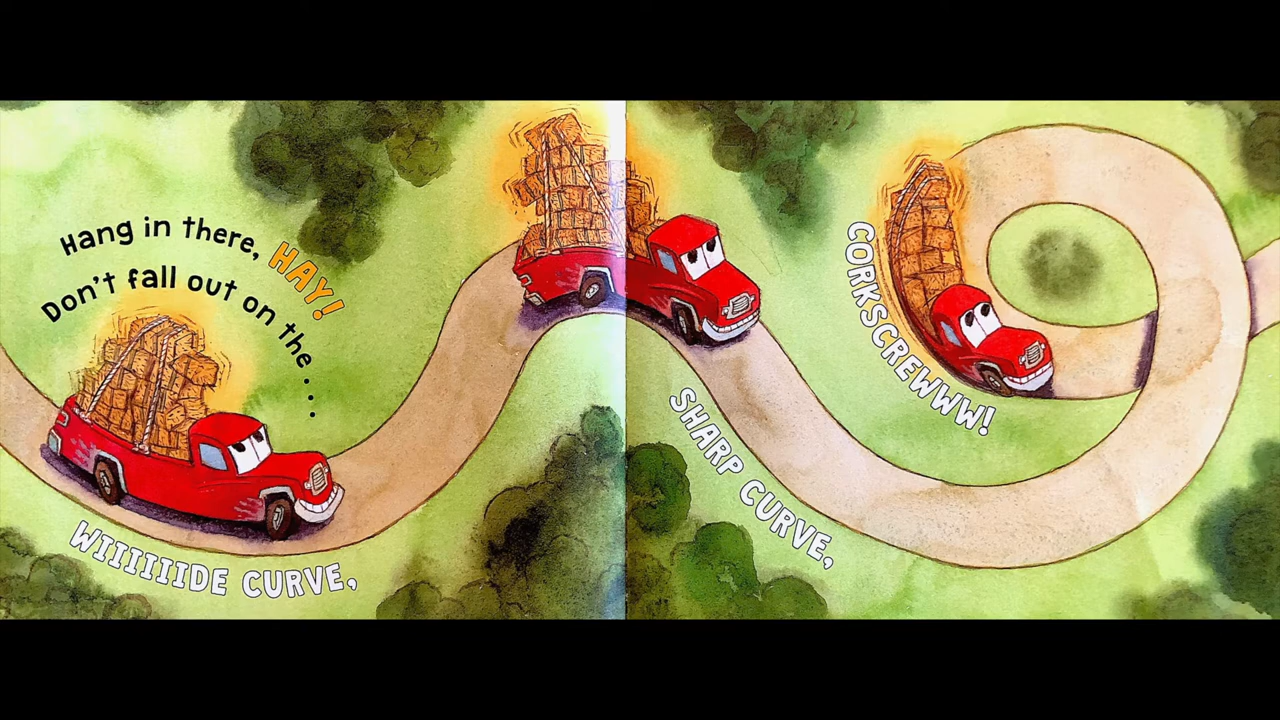 Hang in there, HAY!
Don't fall out on the . . . .
WIIIIIIDE CURVE,
SHARP CURVE,
CORKSCREWWW!